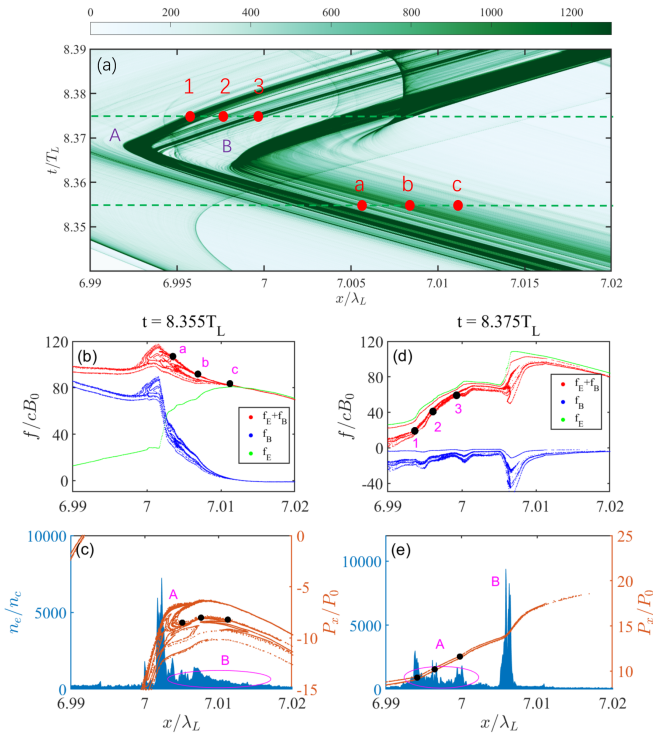 0 200 400 600 800 1000 1200
(a)
8.39
8.38
8.37
8.36
8.35
t/T_L
1 2 3
A
B
a b c
6.99 6.995 7 7.005 7.01 7.015 7.02
x/λ_L
t = 8.355T_L
t = 8.375T_L
(b)
120
80
40
0
f/cB_0
a
b
c
f_E+f_B
f_B
f_E
6.99 7 7.01 7.02
(d)
120
80
40
0
-40
f/cB_0
1
2
3
f_E+f_B
f_B
f_E
6.99 7 7.01 7.02
(c)
10000
5000
0
n_e/n_c
A
B
0
-5
-10
-15
P_x/P_0
6.99 7 7.01 7.02
x/λ_L
(e)
10000
5000
0
B
A
25
20
15
10
P_x/P_0
6.99 7 7.01 7.02
x/λ_L